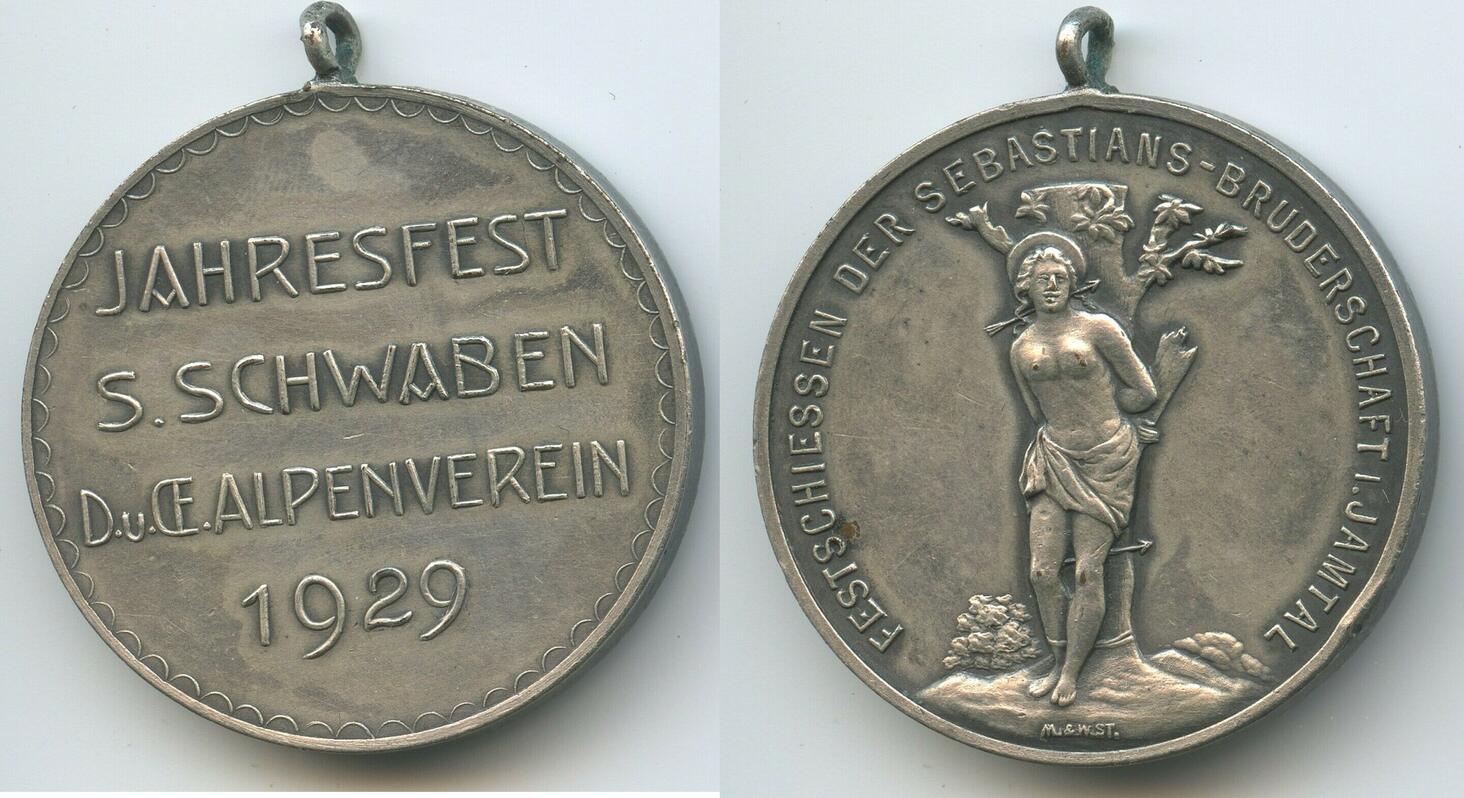 JAHRESFEST
S. SCHWABEN
D.u.Œ. ALPENVEREIN
1929
FESTSCHIESSEN DER SEBASTIANS-BRUDERSCHAFT I. JAMTAL
M.&W.ST.